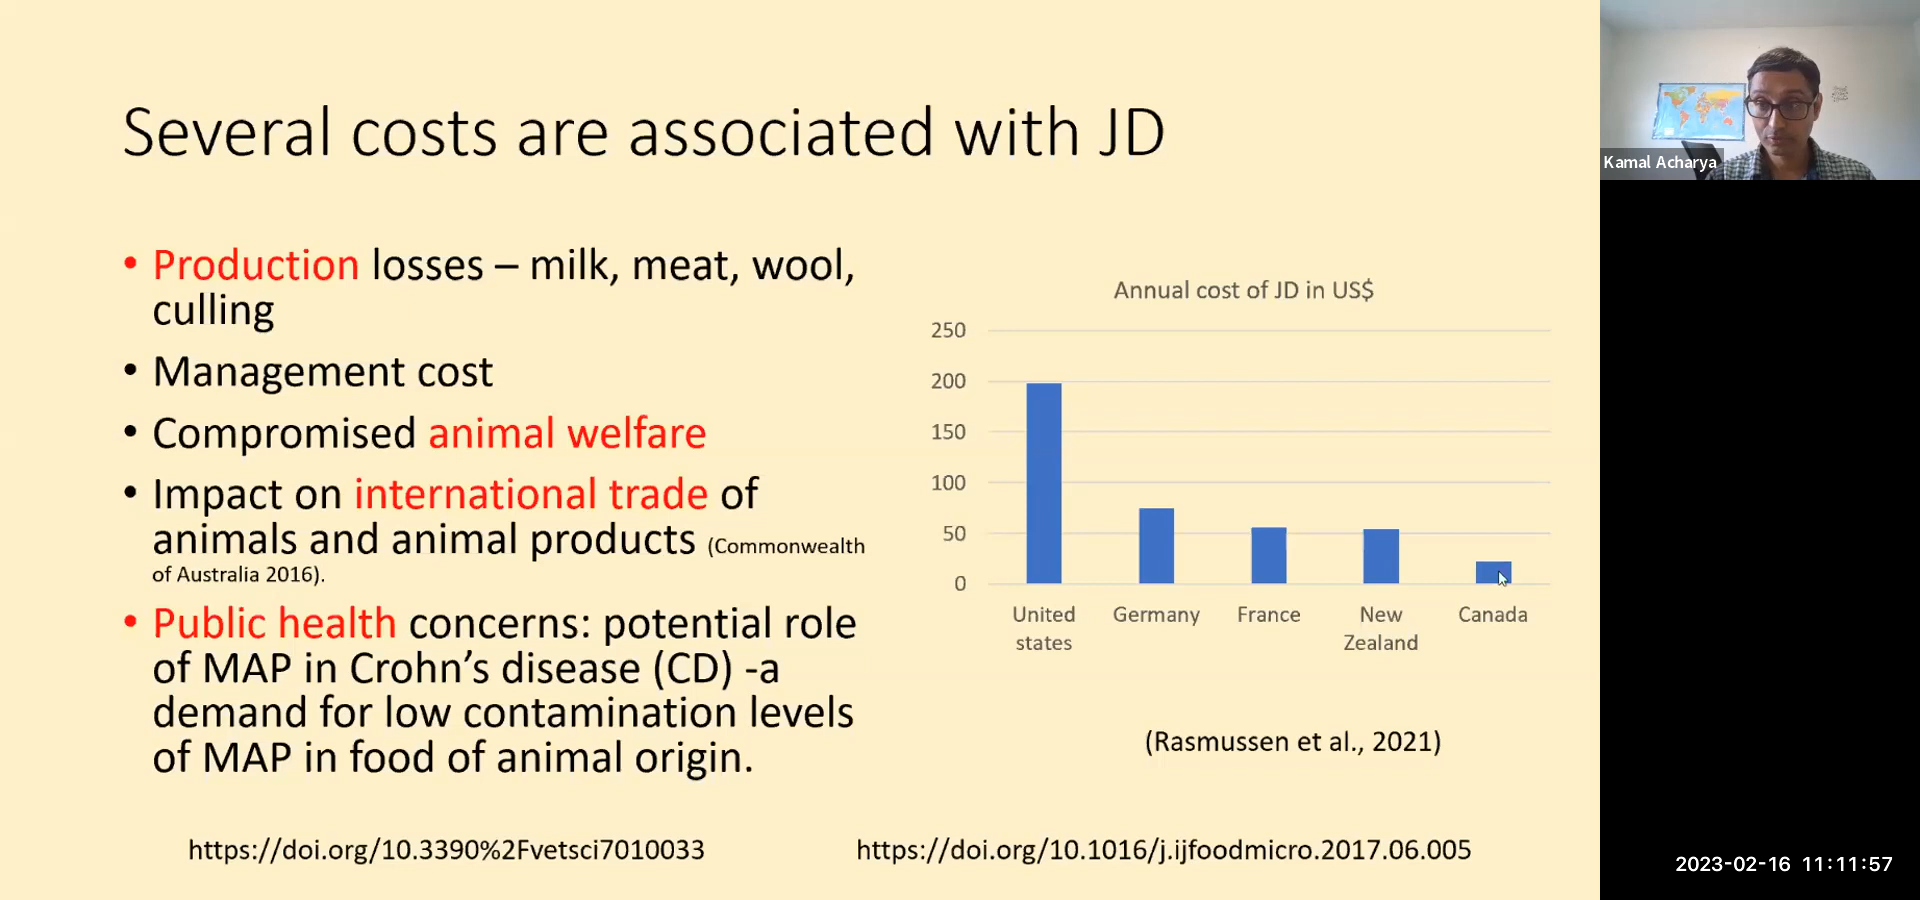 Several costs are associated with JD
• Production losses – milk, meat, wool,
culling
• Management cost
• Compromised animal welfare
• Impact on international trade of
animals and animal products (Commonwealth
of Australia 2016).
• Public health concerns: potential role
of MAP in Crohn’s disease (CD) -a
demand for low contamination levels
of MAP in food of animal origin.
Annual cost of JD in US$
250
200
150
100
50
0
United states
Germany
France
New Zealand
Canada
(Rasmussen et al., 2021)
https://doi.org/10.3390%2Fvetsci7010033
https://doi.org/10.1016/j.ijfoodmicro.2017.06.005
Kamal Acharya
2023-02-16 11:11:57